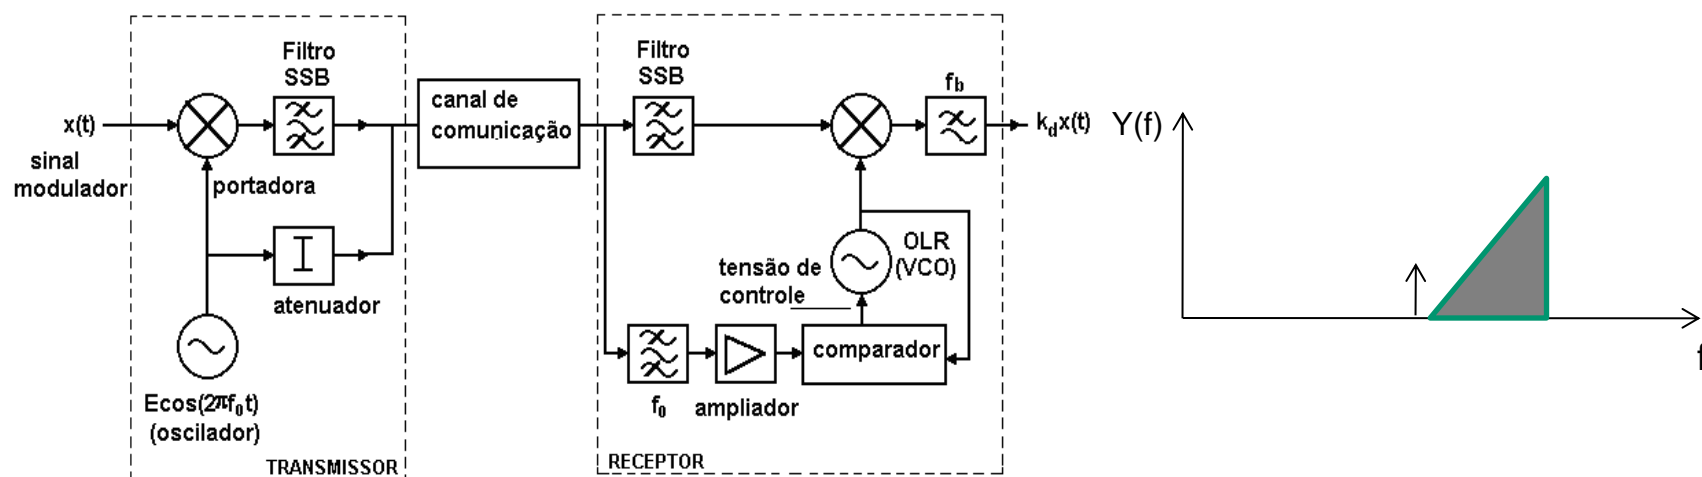 Filtro
SSB
x(t)
sinal
modulador
portadora
atenuador
Ecos(2πf₀t)
(oscilador)
TRANSMISSOR
canal de
comunicação
Filtro
SSB
fb
kdx(t)
OLR
(VCO)
tensão de
controle
comparador
f₀
ampliador
RECEPTOR
Y(f)
f